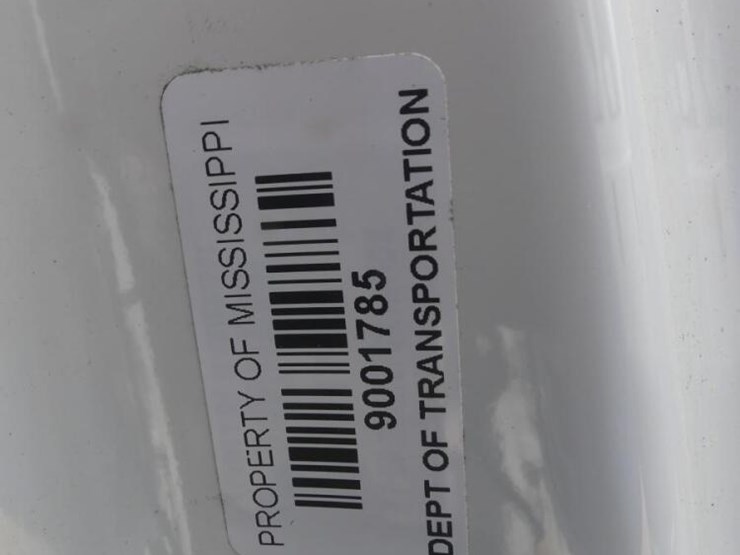 PROPERTY OF MISSISSIPPI
9001785
DEPT OF TRANSPORTATION